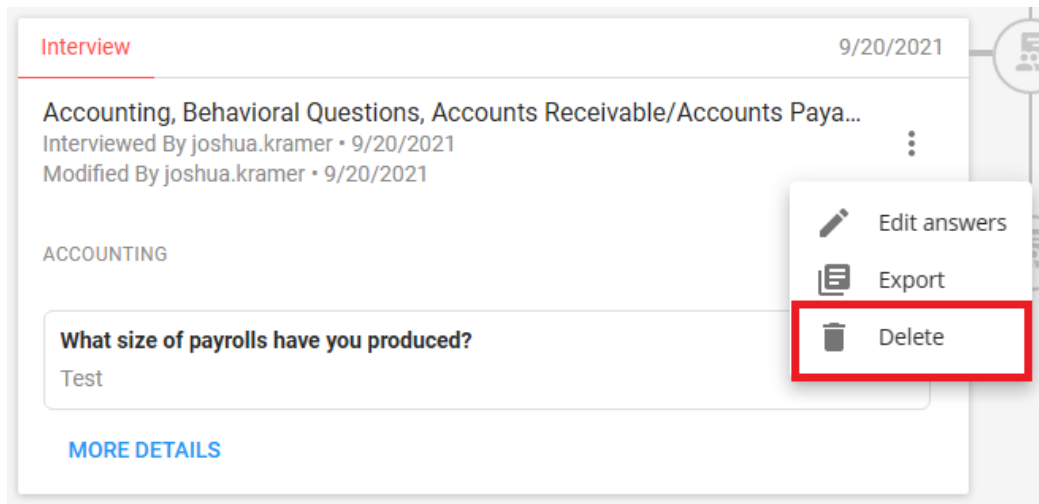 Interview
9/20/2021
Accounting, Behavioral Questions, Accounts Receivable/Accounts Paya...
Interviewed By joshua.kramer • 9/20/2021
Modified By joshua.kramer • 9/20/2021
Edit answers
ACCOUNTING
Export
Delete
What size of payrolls have you produced?
Test
MORE DETAILS